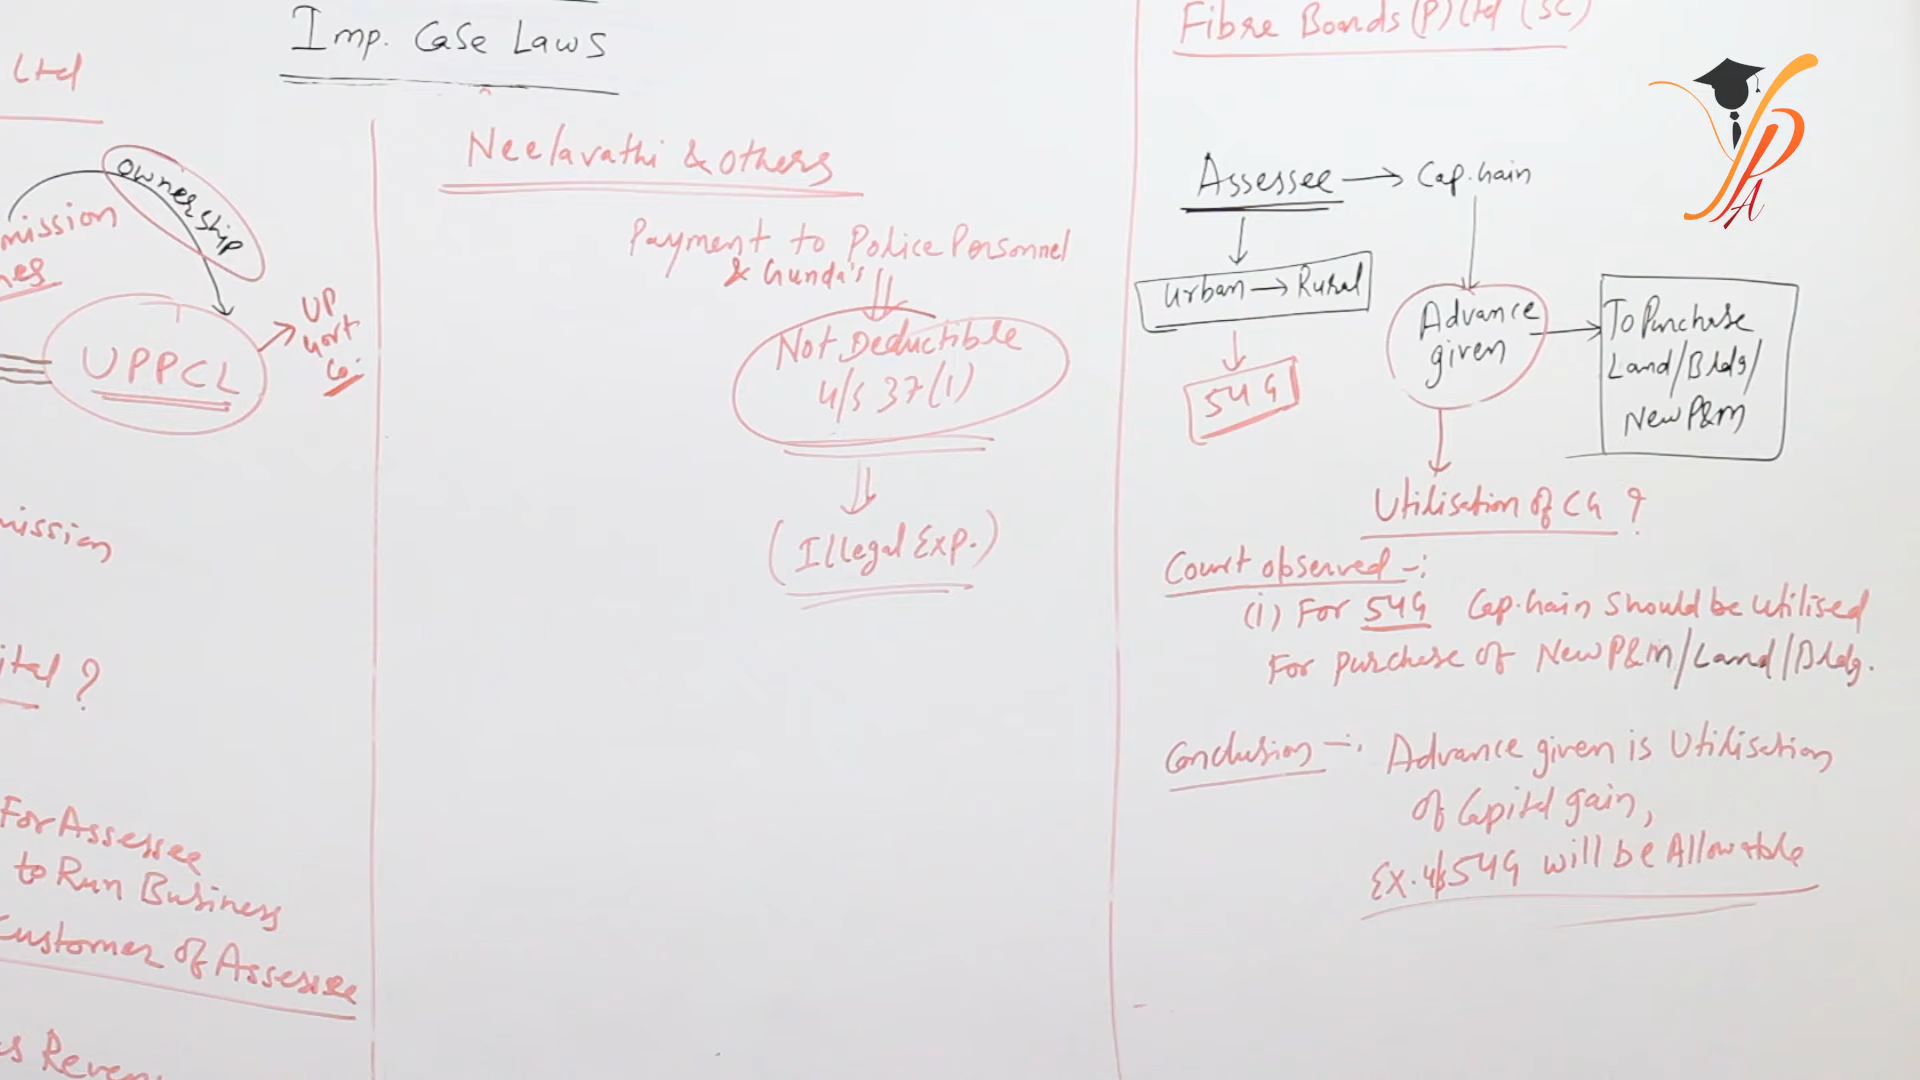 Imp. Case Laws
Ltd
Ownership
mission
nes
UPPCL
UP
Govt
Co.
mission
ital ?
For Assessee
to Run Business
Customer of Assessee
as Reven
Neelavathi & Others
Payment to Police Personnel
& Gunda's
Not Deductible
u/s 37(1)
(Illegal Exp.)
Fibre Boards (P) Ltd (SC)
Assessee → Cap. Gain
Urban → Rural
54G
Advance
given
To Purchase
Land/Bldg/
New P&M
Utilisation of CG ?
Court observed -:
(i) For 54G Cap. Gain should be utilised
For purchase of New P&M/Land/Bldg.
Conclusion -: Advance given is Utilisation
of Capital gain,
Ex. u/s 54G will be Allowable
VPA